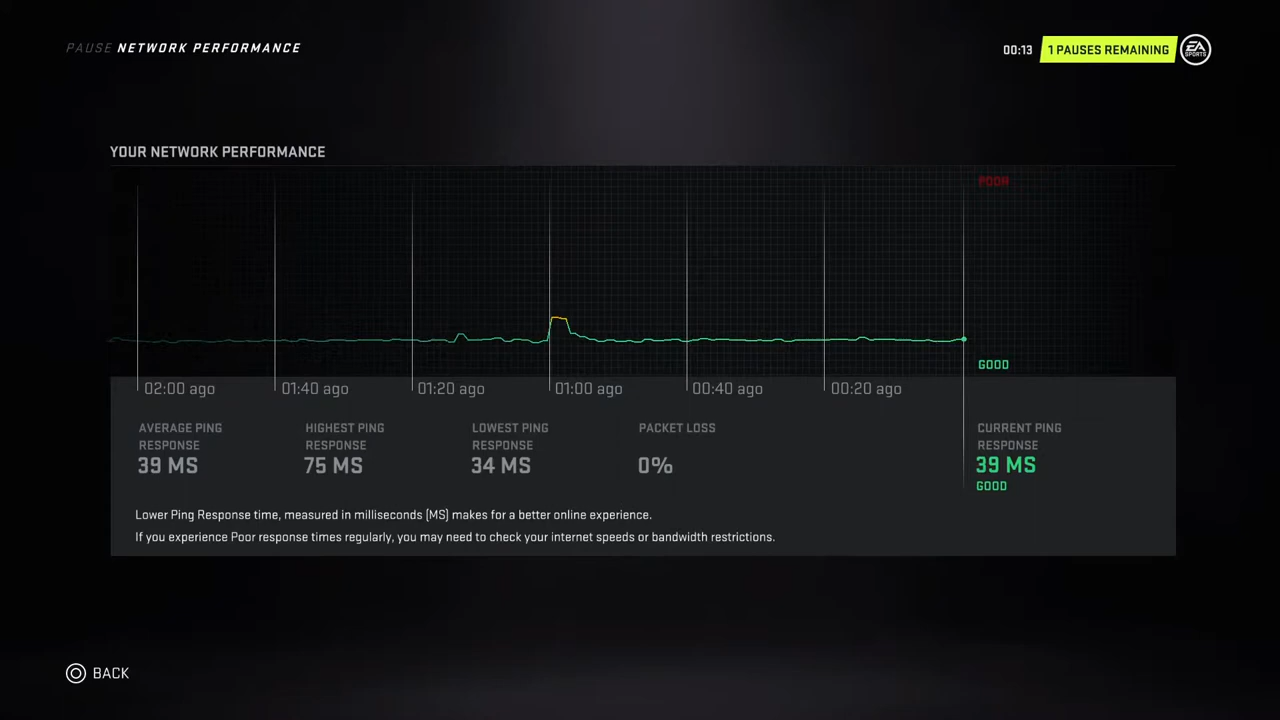 PAUSE NETWORK PERFORMANCE
00:13 1 PAUSES REMAINING
EA SPORTS
YOUR NETWORK PERFORMANCE
POOR
GOOD
02:00 ago 01:40 ago 01:20 ago 01:00 ago 00:40 ago 00:20 ago
AVERAGE PING
RESPONSE
39 MS
HIGHEST PING
RESPONSE
75 MS
LOWEST PING
RESPONSE
34 MS
PACKET LOSS
0%
CURRENT PING
RESPONSE
39 MS
GOOD
Lower Ping Response time, measured in milliseconds (MS) makes for a better online experience.
If you experience Poor response times regularly, you may need to check your internet speeds or bandwidth restrictions.
BACK